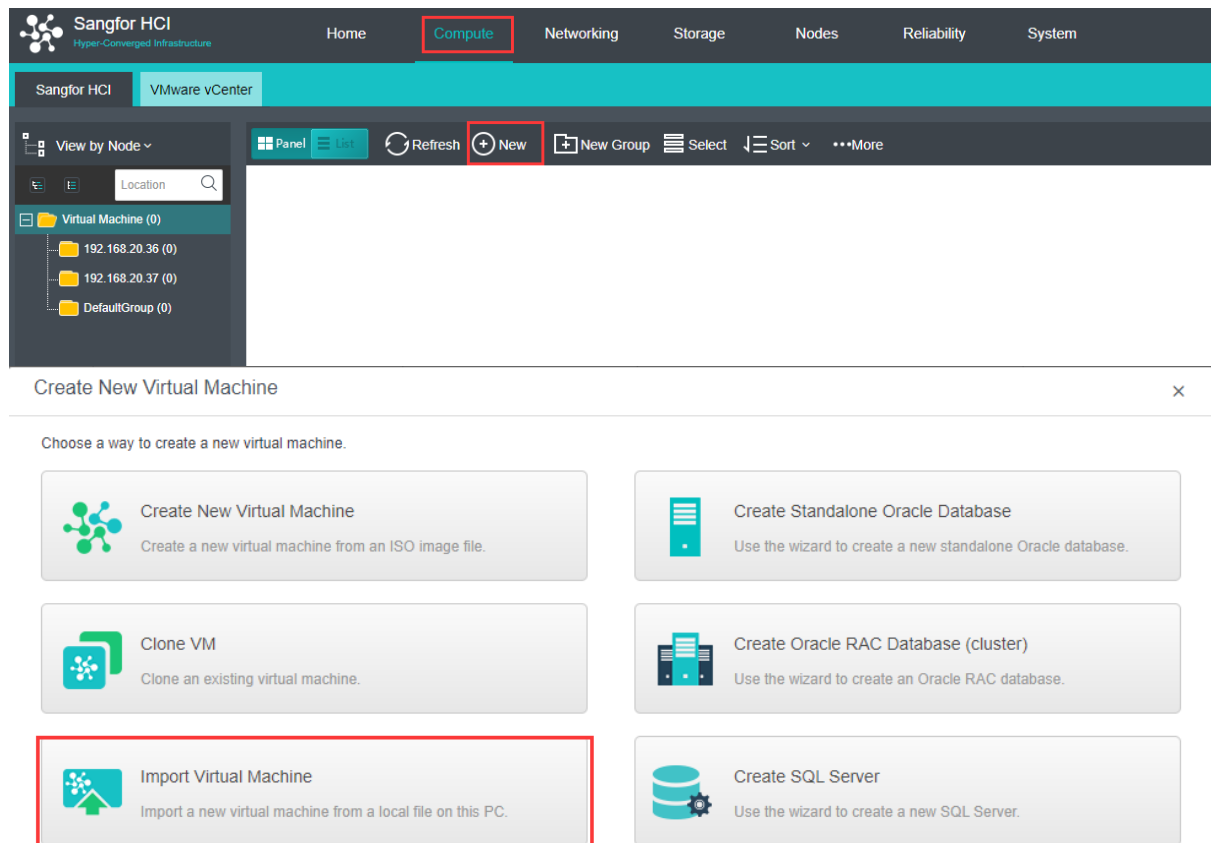 Sangfor HCI
Hyper-Converged Infrastructure
Home Compute Networking Storage Nodes Reliability System
Sangfor HCI VMware vCenter
View by Node
Panel List Refresh New New Group Select Sort •••More
Location
Virtual Machine (0)
192.168.20.36 (0)
192.168.20.37 (0)
DefaultGroup (0)
Create New Virtual Machine ×
Choose a way to create a new virtual machine.
Create New Virtual Machine
Create a new virtual machine from an ISO image file.
Create Standalone Oracle Database
Use the wizard to create a new standalone Oracle database.
Clone VM
Clone an existing virtual machine.
Create Oracle RAC Database (cluster)
Use the wizard to create an Oracle RAC database.
Import Virtual Machine
Import a new virtual machine from a local file on this PC.
Create SQL Server
Use the wizard to create a new SQL Server.